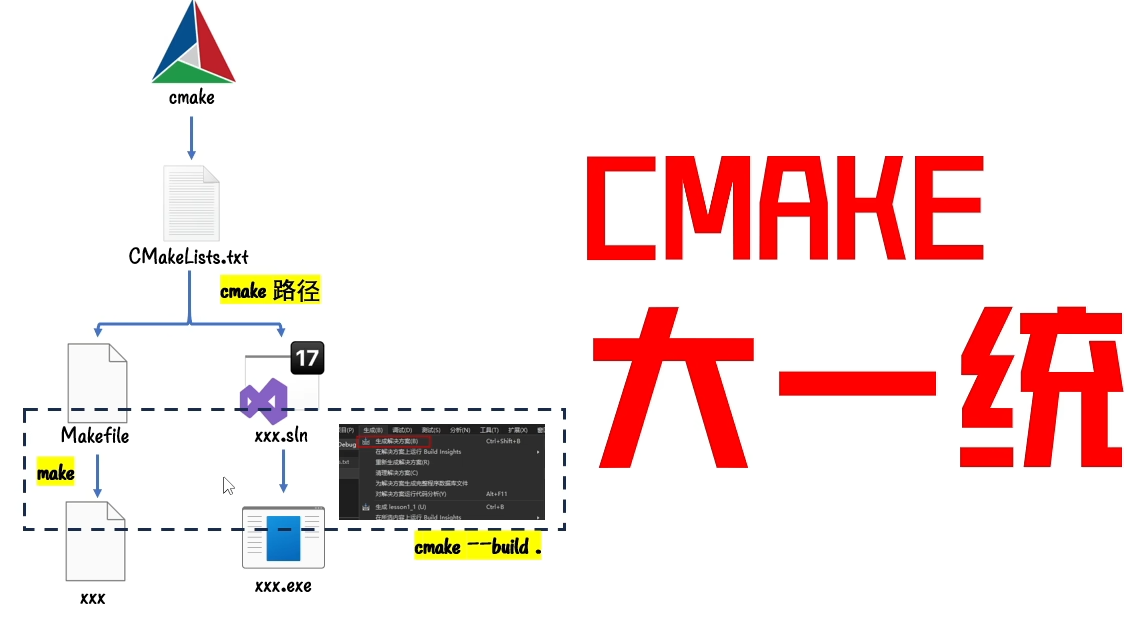 cmake
CMakeLists.txt
cmake 路径
17
Makefile
xxx.sln
make
项目(P) 生成(B) 调试(D) 测试(S) 分析(N) 工具(T) 扩展(X)
Debug
生成解决方案(B) Ctrl+Shift+B
在解决方案上运行 Build Insights
s.txt
重新生成解决方案(R)
清理解决方案(C)
为解决方案生成完整程序数据库文件
对解决方案运行代码分析(Y) Alt+F11
生成 lesson1_1 (U) Ctrl+B
在所选内容上运行 Build Insights
cmake --build .
xxx
xxx.exe
CMAKE
大一统